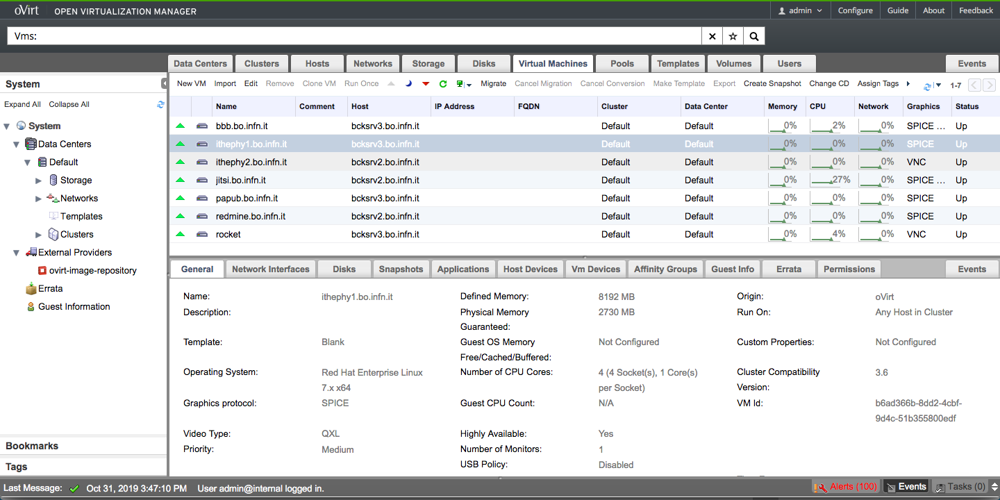 oVirt OPEN VIRTUALIZATION MANAGER admin Configure Guide About Feedback
Vms:
Data Centers Clusters Hosts Networks Storage Disks Virtual Machines Pools Templates Volumes Users Events
System
New VM Import Edit Remove Clone VM Run Once Migrate Cancel Migration Cancel Conversion Make Template Export Create Snapshot Change CD Assign Tags 1-7
Expand All Collapse All
Name Comment Host IP Address FQDN Cluster Data Center Memory CPU Network Graphics Status
bbb.bo.infn.it bcksrv3.bo.infn.it Default Default 0% 2% 0% SPICE ... Up
ithephy1.bo.infn.it bcksrv3.bo.infn.it Default Default 0% 0% 0% SPICE Up
ithephy2.bo.infn.it bcksrv2.bo.infn.it Default Default 0% 0% 0% VNC Up
jitsi.bo.infn.it bcksrv2.bo.infn.it Default Default 0% 27% 0% SPICE ... Up
papub.bo.infn.it bcksrv2.bo.infn.it Default Default 0% 0% 0% SPICE Up
redmine.bo.infn.it bcksrv2.bo.infn.it Default Default 0% 0% 0% SPICE Up
rocket bcksrv3.bo.infn.it Default Default 0% 4% 0% VNC Up
System
Data Centers
Default
Storage
Networks
Templates
Clusters
External Providers
ovirt-image-repository
Errata
Guest Information
Bookmarks
Tags
General Network Interfaces Disks Snapshots Applications Host Devices Vm Devices Affinity Groups Guest Info Errata Permissions Events
Name: ithephy1.bo.infn.it
Description:
Template: Blank
Operating System: Red Hat Enterprise Linux
7.x x64
Graphics protocol: SPICE
Video Type: QXL
Priority: Medium
Defined Memory: 8192 MB
Physical Memory 2730 MB
Guaranteed:
Guest OS Memory Not Configured
Free/Cached/Buffered:
Number of CPU Cores: 4 (4 Socket(s), 1 Core(s)
per Socket)
Guest CPU Count: N/A
Highly Available: Yes
Number of Monitors: 1
USB Policy: Disabled
Origin: oVirt
Run On: Any Host in Cluster
Custom Properties: Not Configured
Cluster Compatibility 3.6
Version:
VM Id: b6ad366b-8dd2-4cbf-
9d4c-51b355800edf
Last Message: Oct 31, 2019 3:47:10 PM User admin@internal logged in. Alerts (100) Events Tasks (0)